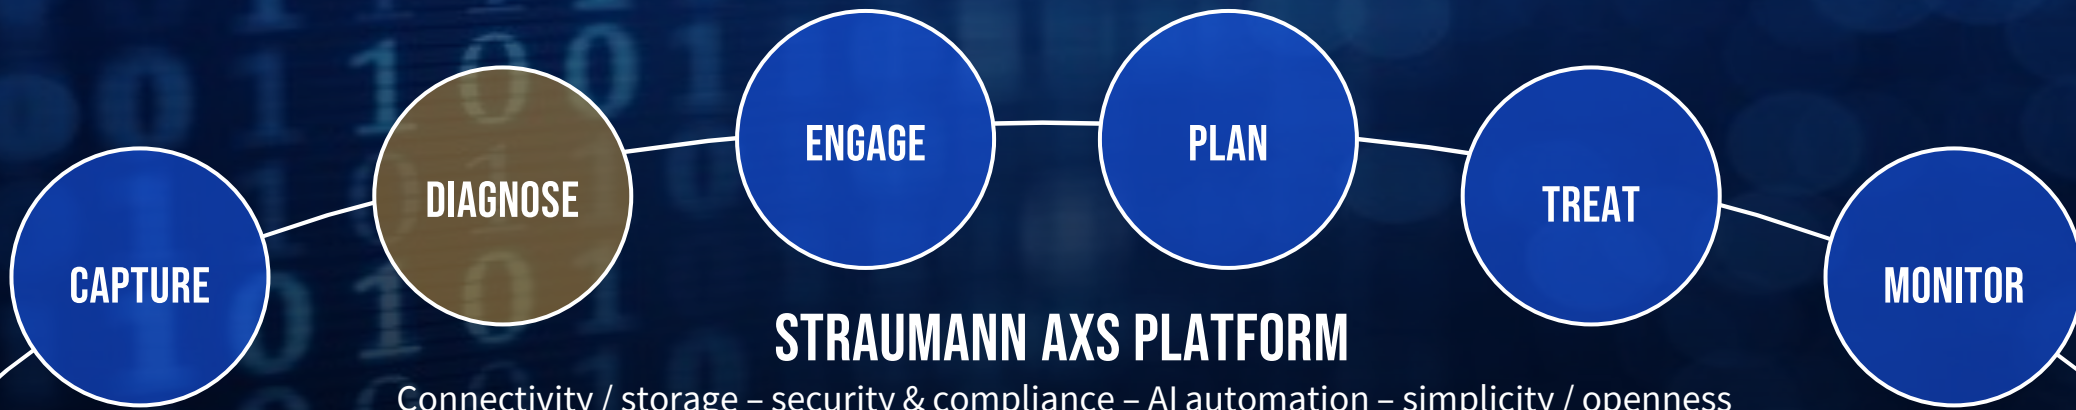 CAPTURE
DIAGNOSE
ENGAGE
PLAN
TREAT
MONITOR
STRAUMANN AXS PLATFORM
Connectivity / storage – security & compliance – AI automation – simplicity / openness